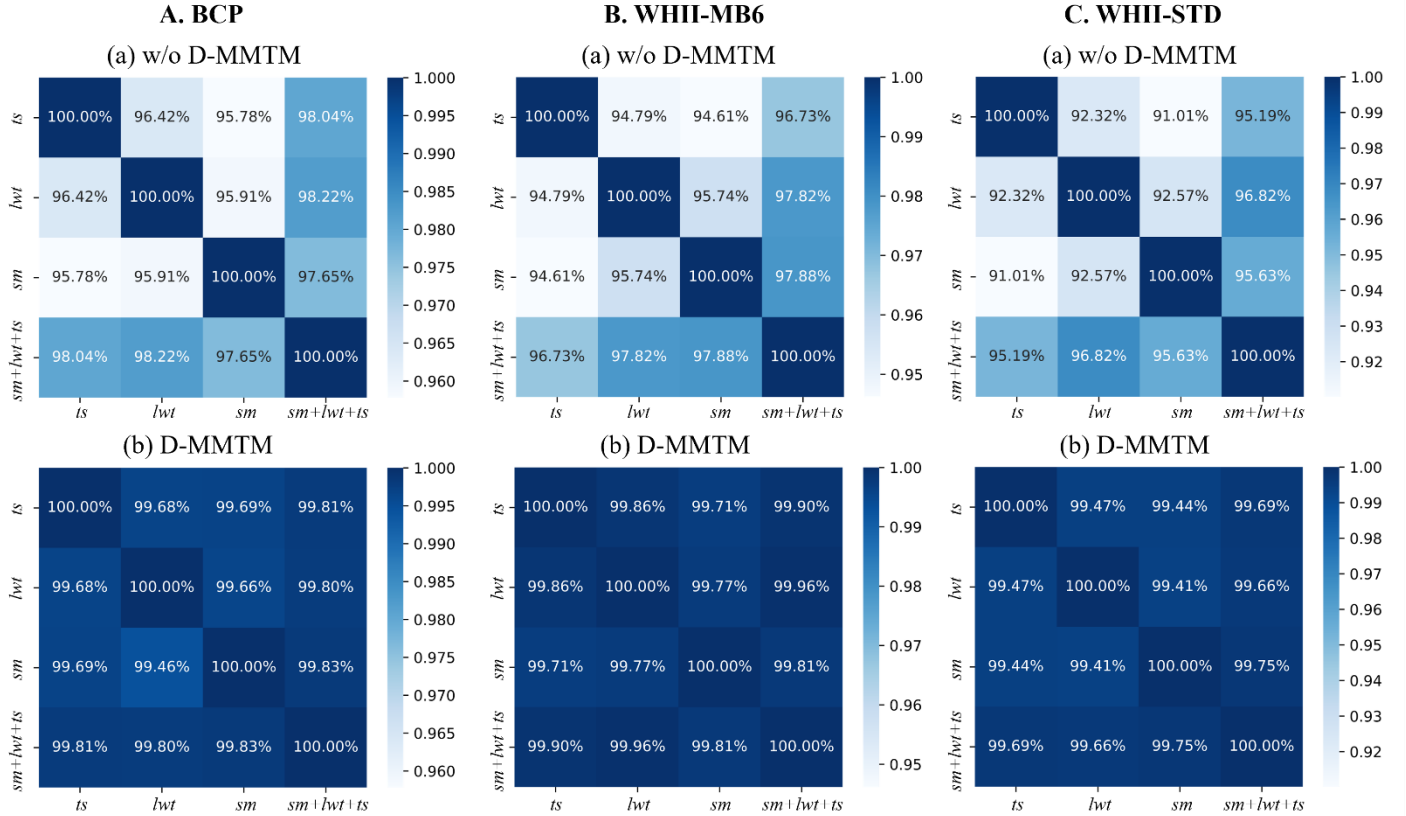 A. BCP
B. WHII-MB6
C. WHII-STD
(a) w/o D-MMTM
ts 100.00% 96.42% 95.78% 98.04%
lwt 96.42% 100.00% 95.91% 98.22%
sm 95.78% 95.91% 100.00% 97.65%
sm+lwt+ts 98.04% 98.22% 97.65% 100.00%
ts lwt sm sm+lwt+ts
1.000
0.995
0.990
0.985
0.980
0.975
0.970
0.965
0.960
(a) w/o D-MMTM
100.00% 94.79% 94.61% 96.73%
94.79% 100.00% 95.74% 97.82%
94.61% 95.74% 100.00% 97.88%
96.73% 97.82% 97.88% 100.00%
ts lwt sm sm+lwt+ts
1.00
0.99
0.98
0.97
0.96
0.95
(a) w/o D-MMTM
ts 100.00% 92.32% 91.01% 95.19%
lwt 92.32% 100.00% 92.57% 96.82%
sm 91.01% 92.57% 100.00% 95.63%
sm+lwt+ts 95.19% 96.82% 95.63% 100.00%
ts lwt sm sm+lwt+ts
1.00
0.99
0.98
0.97
0.96
0.95
0.94
0.93
0.92
(b) D-MMTM
ts 100.00% 99.68% 99.69% 99.81%
lwt 99.68% 100.00% 99.66% 99.80%
sm 99.69% 99.46% 100.00% 99.83%
sm+lwt+ts 99.81% 99.80% 99.83% 100.00%
ts lwt sm sm+lwt+ts
1.000
0.995
0.990
0.985
0.980
0.975
0.970
0.965
0.960
(b) D-MMTM
ts 100.00% 99.86% 99.71% 99.90%
lwt 99.86% 100.00% 99.77% 99.96%
sm 99.71% 99.77% 100.00% 99.81%
sm+lwt+ts 99.90% 99.96% 99.81% 100.00%
ts lwt sm sm+lwt+ts
1.00
0.99
0.98
0.97
0.96
0.95
(b) D-MMTM
ts 100.00% 99.47% 99.44% 99.69%
lwt 99.47% 100.00% 99.41% 99.66%
sm 99.44% 99.41% 100.00% 99.75%
sm+lwt+ts 99.69% 99.66% 99.75% 100.00%
ts lwt sm sm+lwt+ts
1.00
0.99
0.98
0.97
0.96
0.95
0.94
0.93
0.92